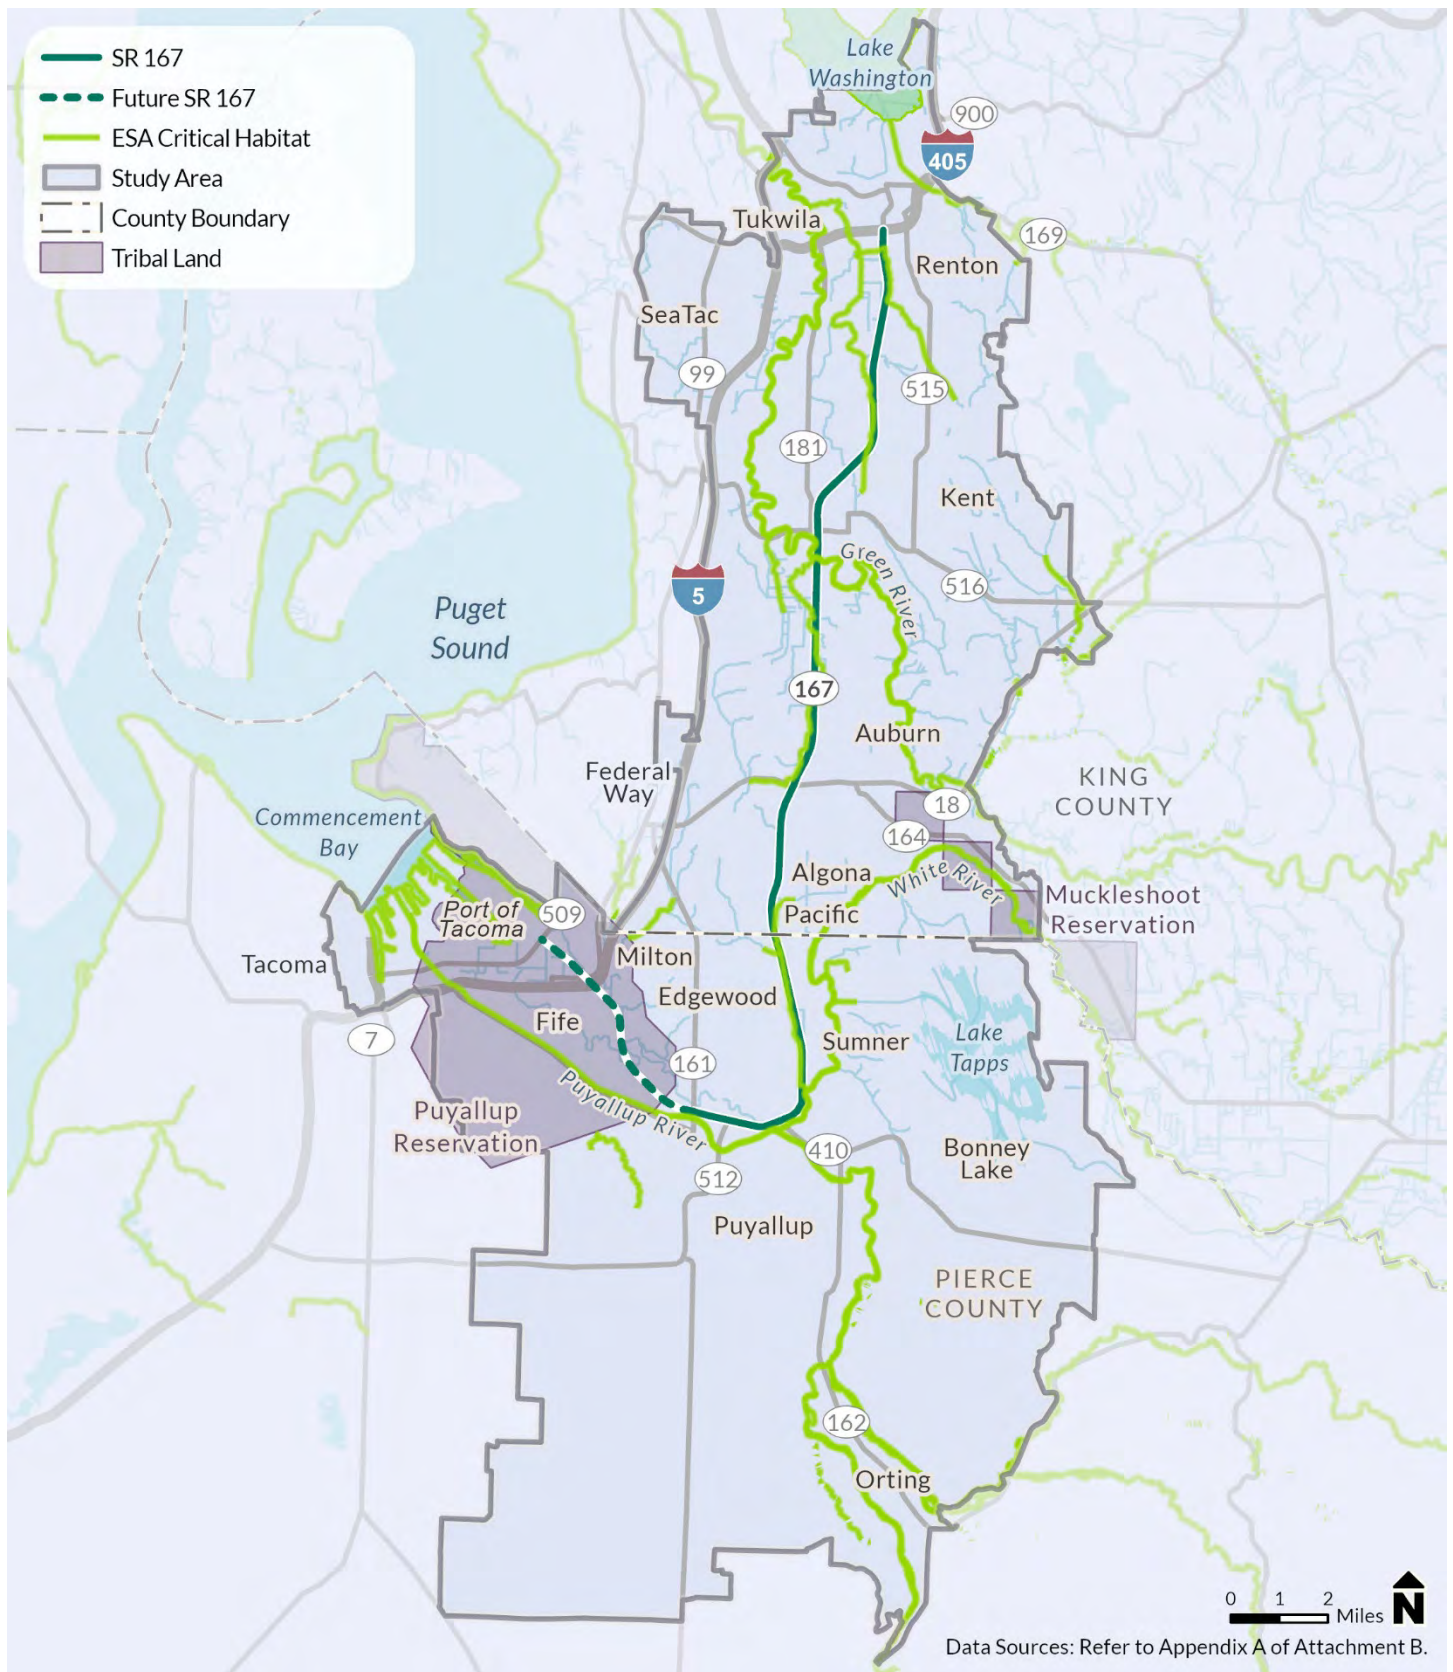 SR 167
Future SR 167
ESA Critical Habitat
Study Area
County Boundary
Tribal Land
Lake
Washington
900
405
Tukwila
169
Renton
SeaTac
99
515
181
Kent
Green River
516
5
Puget
Sound
167
Auburn
Federal
Way
KING
COUNTY
18
Commencement
Bay
164
Algona
White River
Muckleshoot
Reservation
Pacific
Port of
Tacoma
509
Tacoma
Milton
Edgewood
Fife
7
161
Sumner
Lake
Tapps
Puyallup River
Puyallup
Reservation
410
Bonney
Lake
512
Puyallup
PIERCE
COUNTY
162
Orting
0 1 2
Miles
N
Data Sources: Refer to Appendix A of Attachment B.